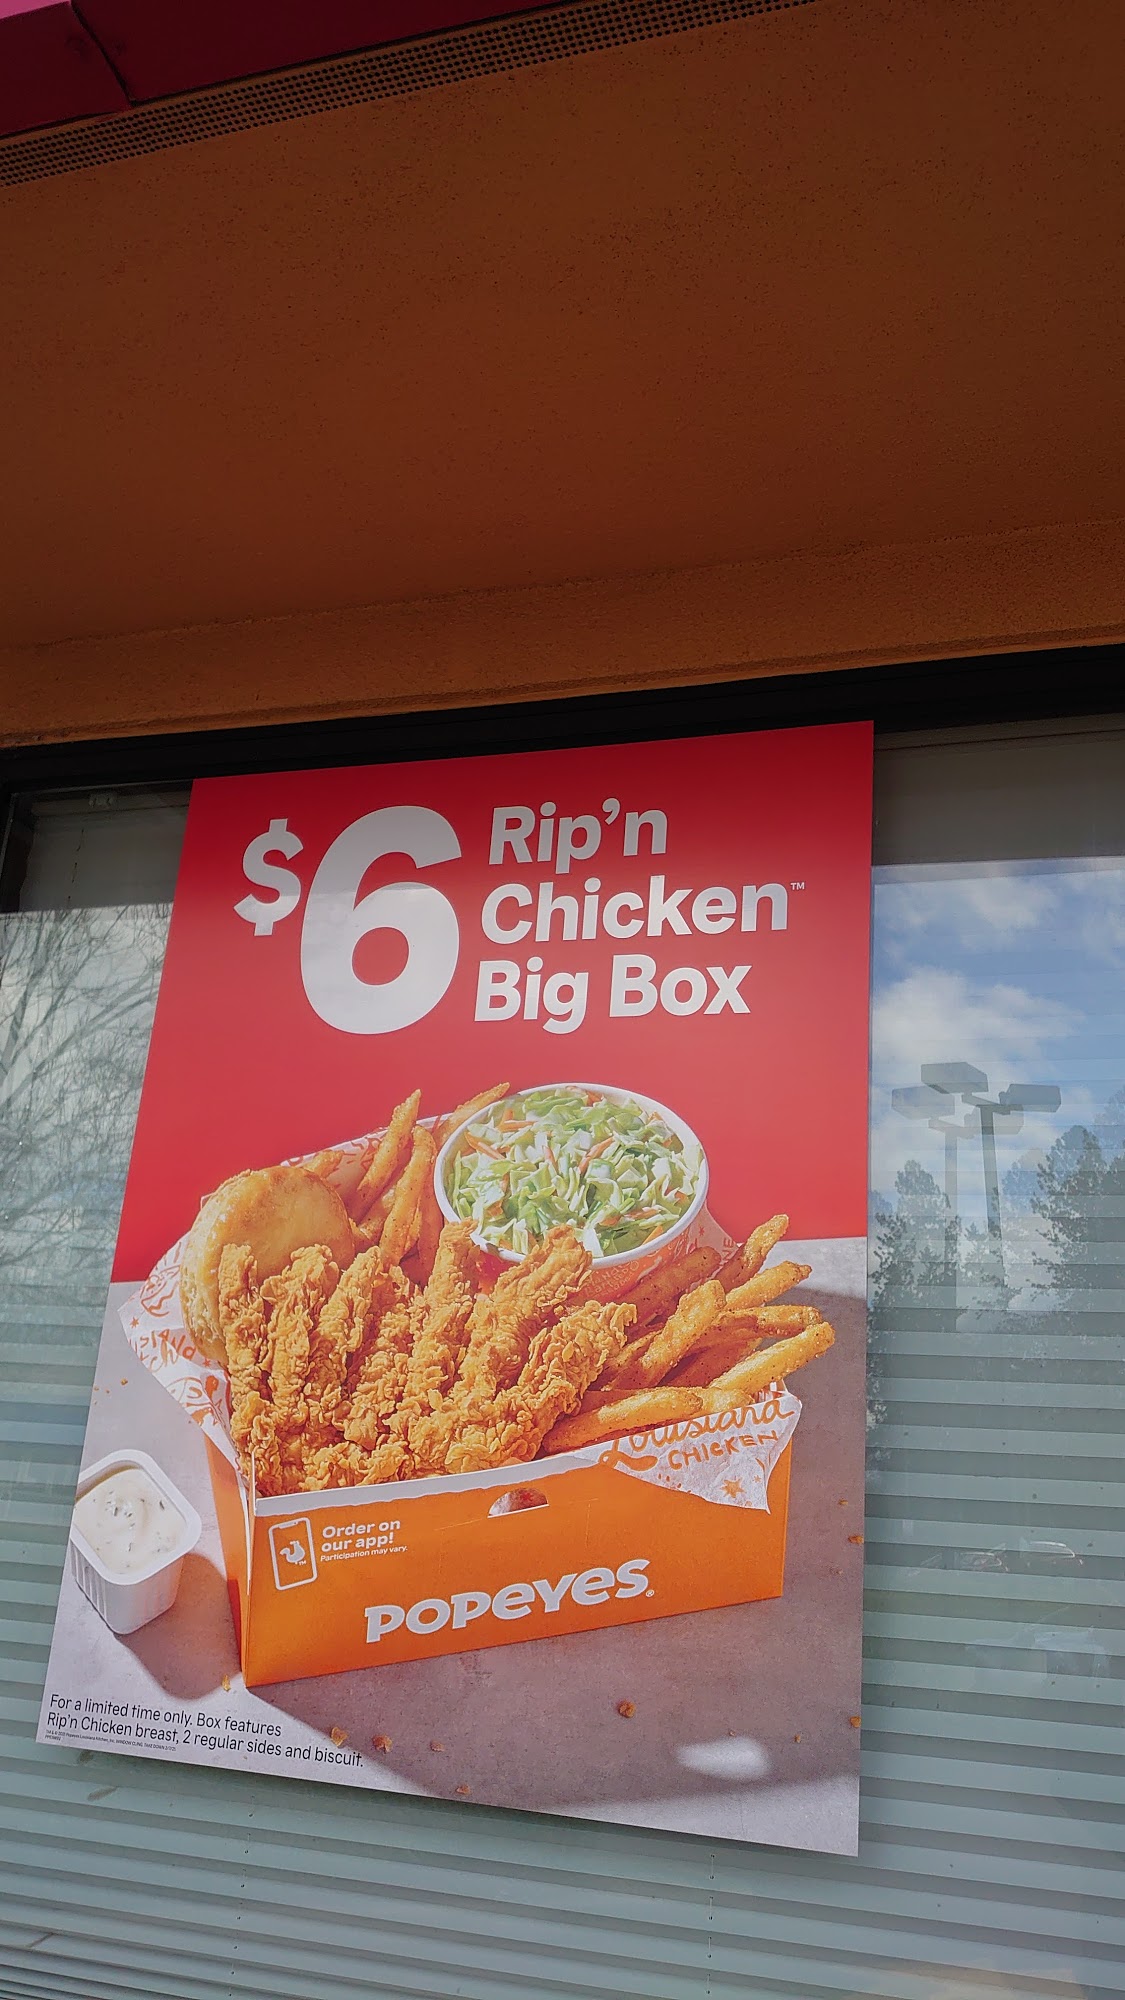 $6 Rip'n
Chicken™
Big Box
Louisiana
CHICKEN
Order on
our app!
Participation may vary.
POPEYES®
For a limited time only. Box features
Rip'n Chicken breast, 2 regular sides and biscuit.